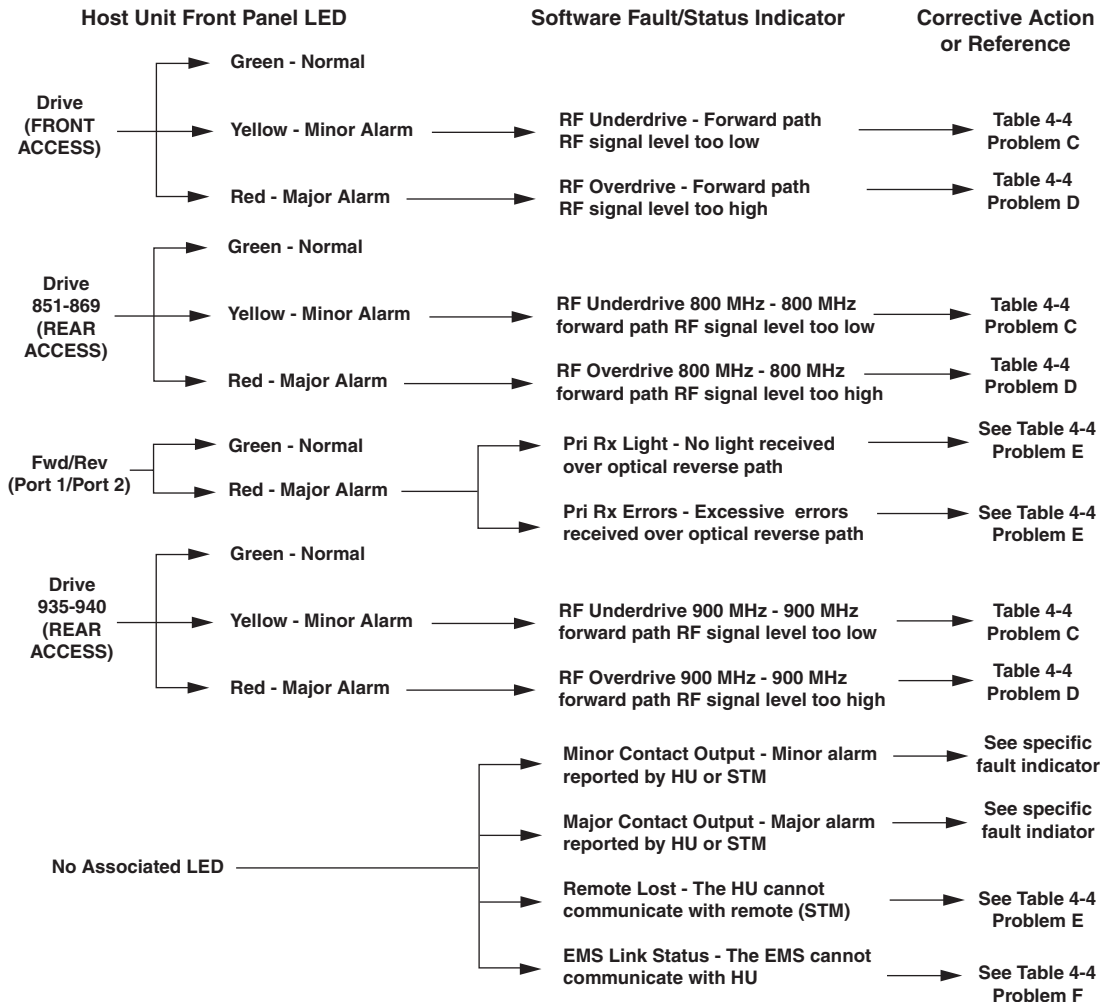 Host Unit Front Panel LED
Software Fault/Status Indicator
Corrective Action
or Reference
Drive
(FRONT
ACCESS)
Green - Normal
Yellow - Minor Alarm
RF Underdrive - Forward path
RF signal level too low
Table 4-4
Problem C
Red - Major Alarm
RF Overdrive - Forward path
RF signal level too high
Table 4-4
Problem D
Drive
851-869
(REAR
ACCESS)
Green - Normal
Yellow - Minor Alarm
RF Underdrive 800 MHz - 800 MHz
forward path RF signal level too low
Table 4-4
Problem C
Red - Major Alarm
RF Overdrive 800 MHz - 800 MHz
forward path RF signal level too high
Table 4-4
Problem D
Fwd/Rev
(Port 1/Port 2)
Green - Normal
Red - Major Alarm
Pri Rx Light - No light received
over optical reverse path
See Table 4-4
Problem E
Pri Rx Errors - Excessive errors
received over optical reverse path
See Table 4-4
Problem E
Drive
935-940
(REAR
ACCESS)
Green - Normal
Yellow - Minor Alarm
RF Underdrive 900 MHz - 900 MHz
forward path RF signal level too low
Table 4-4
Problem C
Red - Major Alarm
RF Overdrive 900 MHz - 900 MHz
forward path RF signal level too high
Table 4-4
Problem D
No Associated LED
Minor Contact Output - Minor alarm
reported by HU or STM
See specific
fault indicator
Major Contact Output - Major alarm
reported by HU or STM
See specific
fault indiator
Remote Lost - The HU cannot
communicate with remote (STM)
See Table 4-4
Problem E
EMS Link Status - The EMS cannot
communicate with HU
See Table 4-4
Problem F